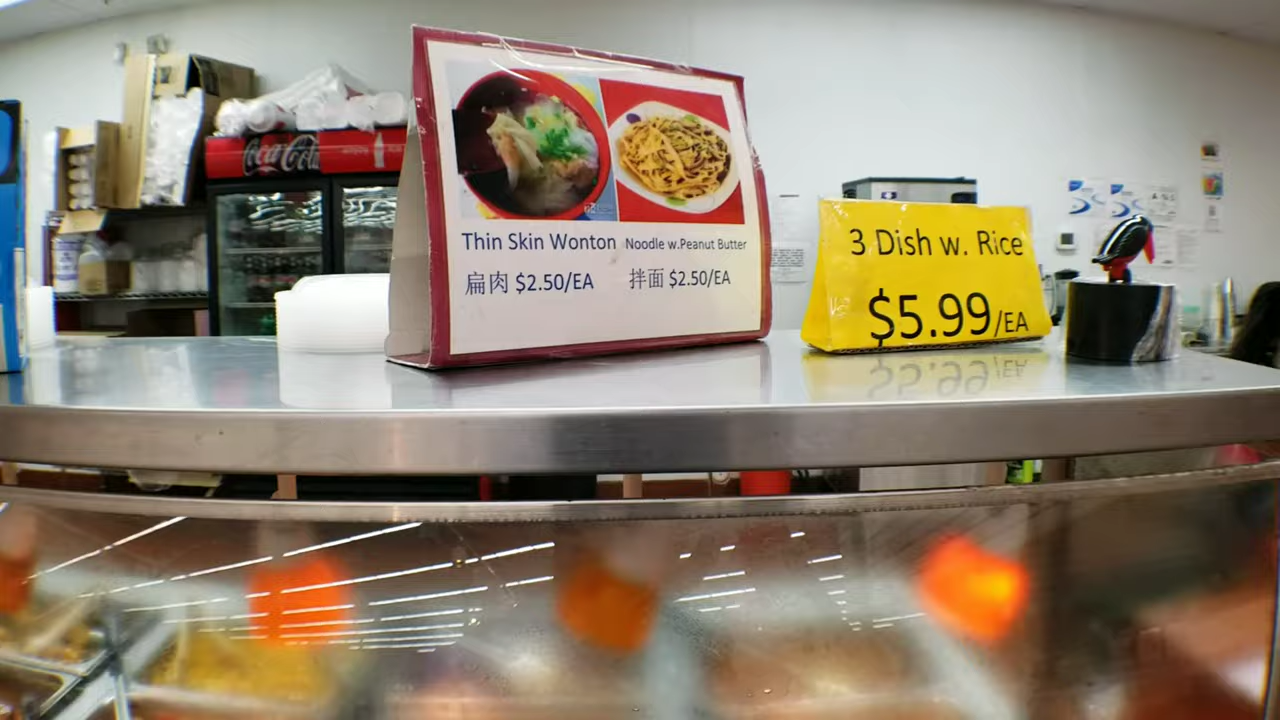 Coca-Cola
Thin Skin Wonton
扁肉 $2.50/EA
Noodle w.Peanut Butter
拌面 $2.50/EA
3 Dish w. Rice
$5.99/EA